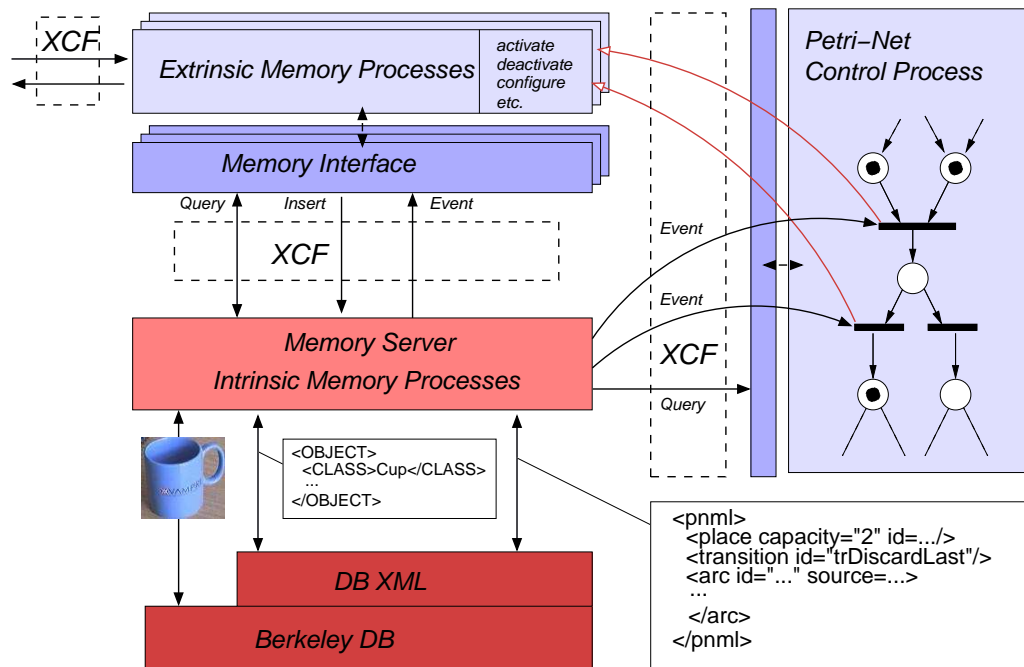 XCF
Extrinsic Memory Processes
activate
deactivate
configure
etc.
Petri-Net
Control Process
Memory Interface
Query
Insert
Event
XCF
Event
Event
XCF
Query
Memory Server
Intrinsic Memory Processes
VAMPIRE
<OBJECT>
<CLASS>Cup</CLASS>
...
</OBJECT>
<pnml>
<place capacity="2" id=.../>
<transition id="trDiscardLast"/>
<arc id="..." source=...>
...
</arc>
</pnml>
DB XML
Berkeley DB